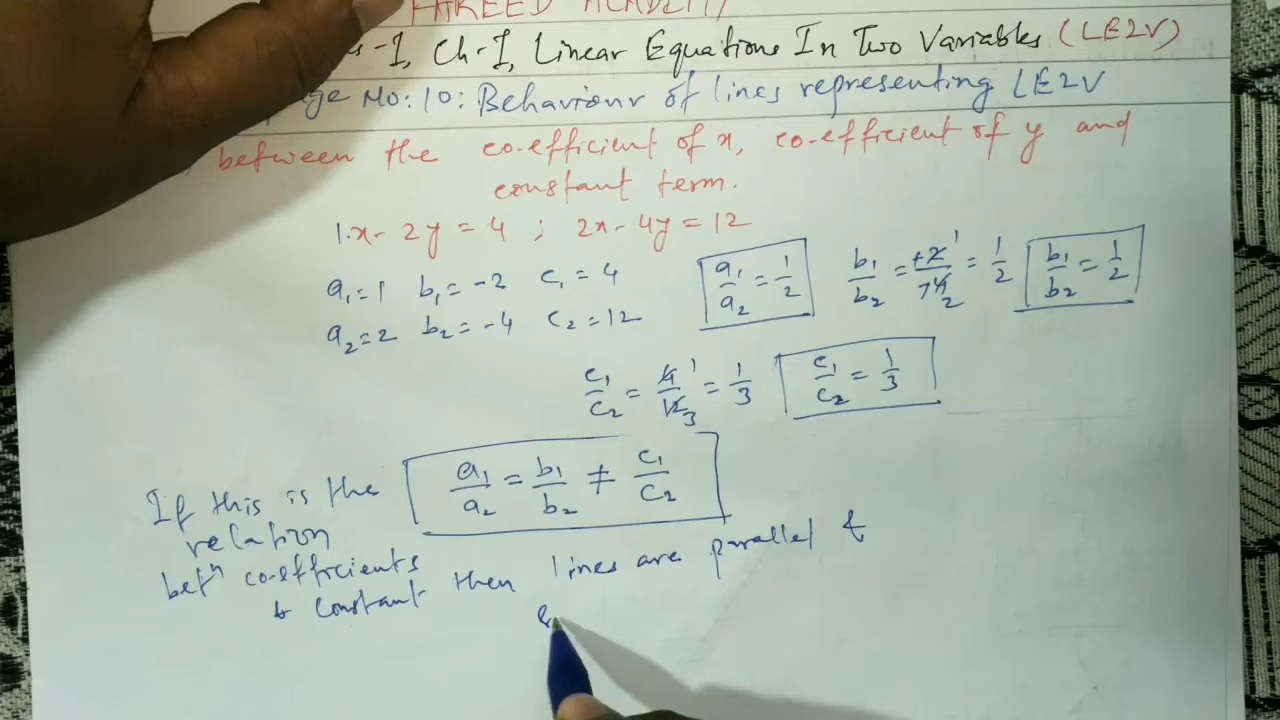 FAREED ACADEMY
-I, Ch-I, Linear Equations In Two Variables (LE2V)
No: 10: Behaviour of lines representing LE2V
between the co-efficient of x, co-efficient of y and
constant term.
1.x - 2y = 4 ; 2x - 4y = 12
a₁=1 b₁= -2 c₁ = 4 a₁/a₂ = 1/2 b₁/b₂ = +2/+4 = 1/2 b₁/b₂ = 1/2
a₂=2 b₂= -4 c₂ = 12
c₁/c₂ = 4/12 = 1/3 c₁/c₂ = 1/3
If this is the a₁/a₂ = b₁/b₂ ≠ c₁/c₂
relation
betⁿ co-efficients
& constant then lines are parallel &